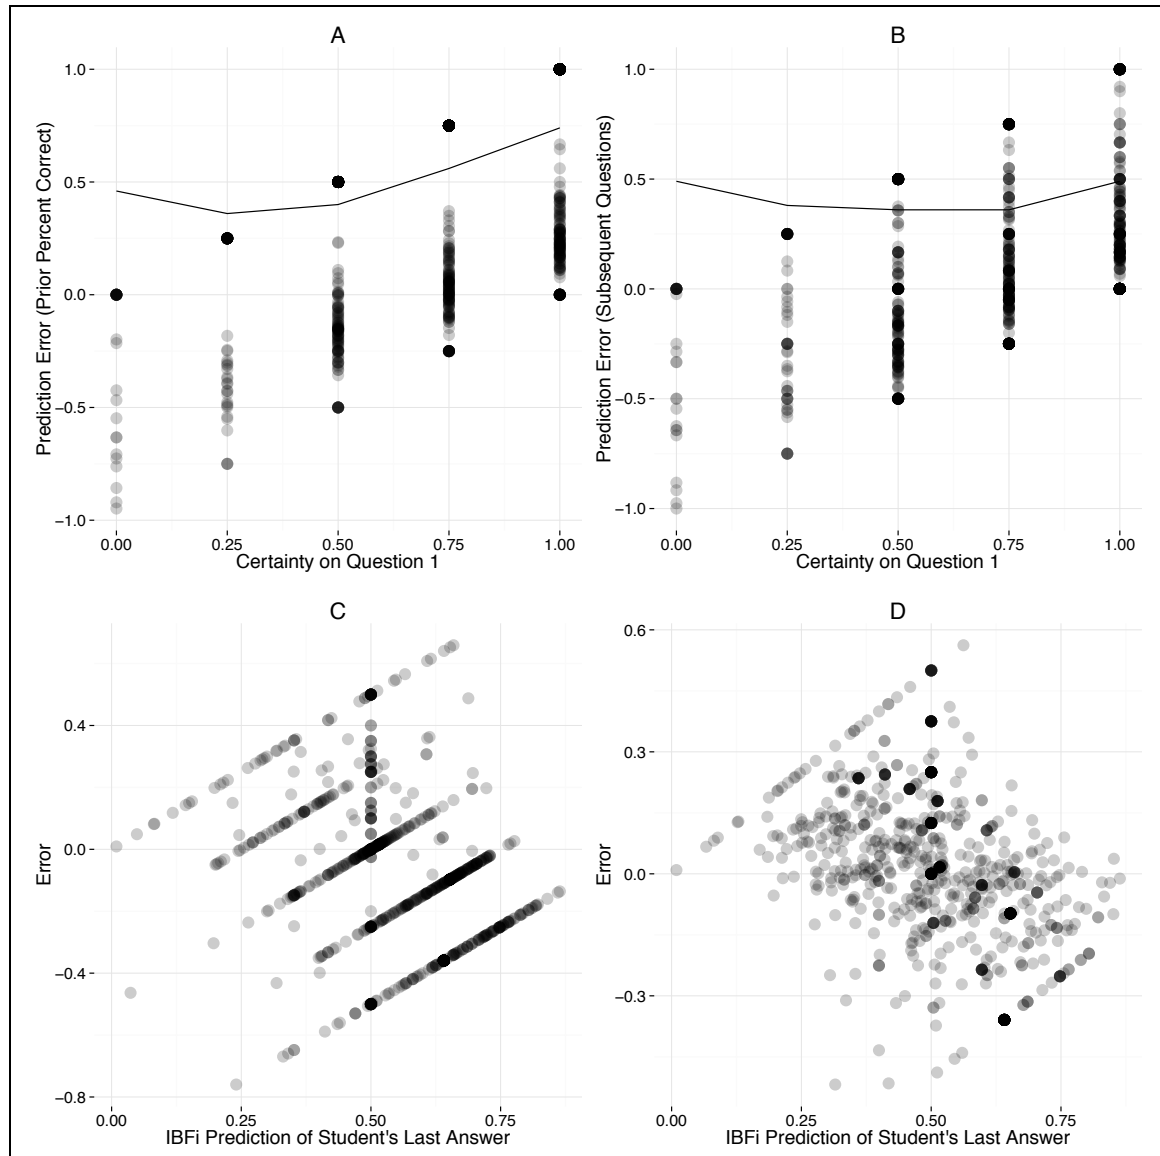 A
Prediction Error (Prior Percent Correct)
1.0
0.5
0.0
−0.5
−1.0
0.00 0.25 0.50 0.75 1.00
Certainty on Question 1
B
Prediction Error (Subsequent Questions)
1.0
0.5
0.0
−0.5
−1.0
0.00 0.25 0.50 0.75 1.00
Certainty on Question 1
C
Error
0.4
0.0
−0.4
−0.8
0.00 0.25 0.50 0.75
IBFi Prediction of Student's Last Answer
D
Error
0.6
0.3
0.0
−0.3
0.00 0.25 0.50 0.75
IBFi Prediction of Student's Last Answer